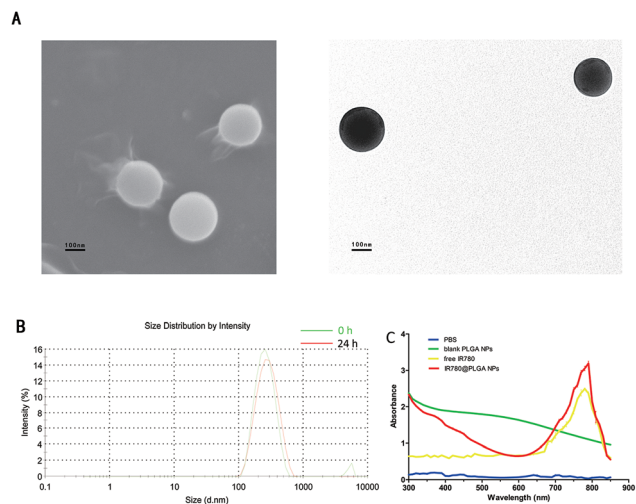 A
100nm
100nm
B
Size Distribution by Intensity
0 h
24 h
Intensity (%)
16
14
12
10
8
6
4
2
0
0.1
1
10
100
1000
10000
Size (d.nm)
C
PBS
blank PLGA NPs
free IR780
IR780@PLGA NPs
Absorbance
4
3
2
1
0
300
400
500
600
700
800
900
Wavelength (nm)